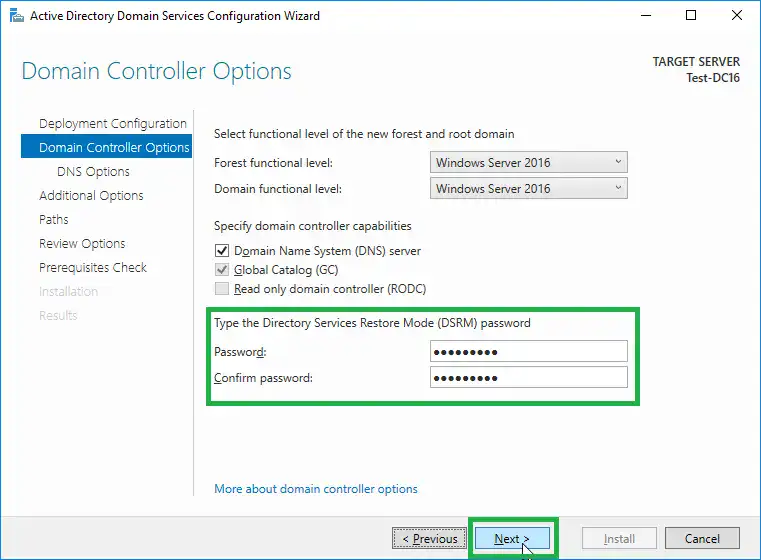 Active Directory Domain Services Configuration Wizard
Domain Controller Options
TARGET SERVER
Test-DC16
Deployment Configuration
Domain Controller Options
DNS Options
Additional Options
Paths
Review Options
Prerequisites Check
Installation
Results
Select functional level of the new forest and root domain
Forest functional level: Windows Server 2016
Domain functional level: Windows Server 2016
Specify domain controller capabilities
Domain Name System (DNS) server
Global Catalog (GC)
Read only domain controller (RODC)
Type the Directory Services Restore Mode (DSRM) password
Password: ●●●●●●●●●
Confirm password: ●●●●●●●●●
More about domain controller options
< Previous Next > Install Cancel